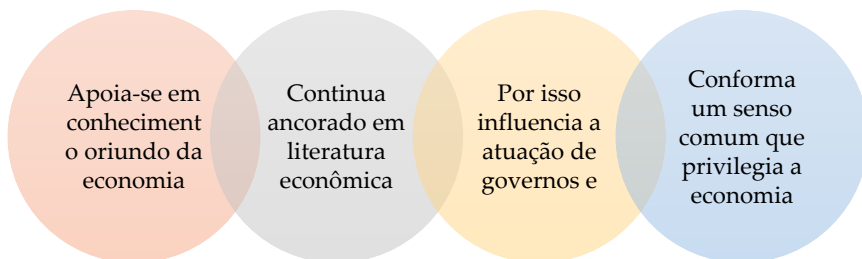 Apoia-se em
conheciment
o oriundo da
economia
Continua
ancorado em
literatura
econômica
Por isso
influencia a
atuação de
governos e
Conforma
um senso
comum que
privilegia a
economia